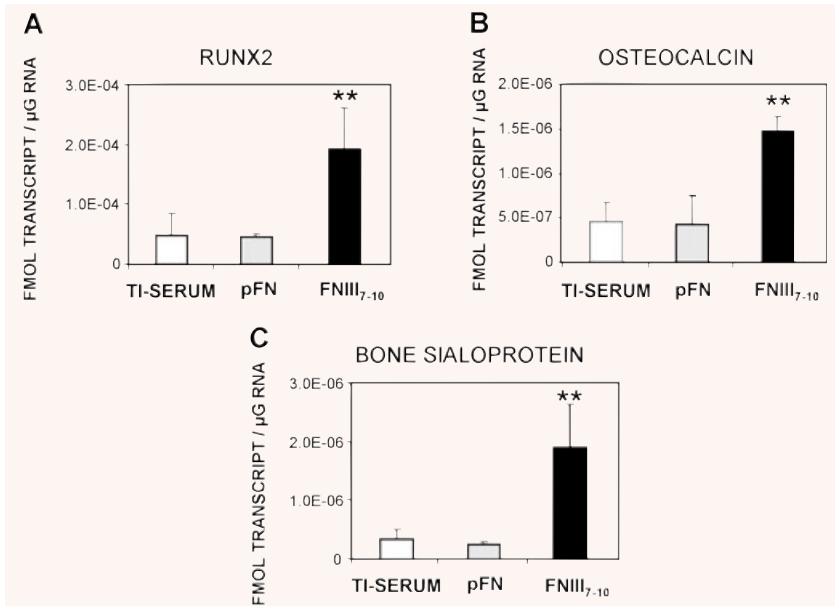 A
RUNX2
FMOL TRANSCRIPT / µG RNA
3.0E-04
2.0E-04
1.0E-04
0
**
TI-SERUM pFN FNIII7-10
B
OSTEOCALCIN
FMOL TRANSCRIPT / µG RNA
2.0E-06
1.5E-06
1.0E-06
5.0E-07
0
**
TI-SERUM pFN FNIII7-10
C
BONE SIALOPROTEIN
FMOL TRANSCRIPT / µG RNA
3.0E-06
2.0E-06
1.0E-06
0
**
TI-SERUM pFN FNIII7-10